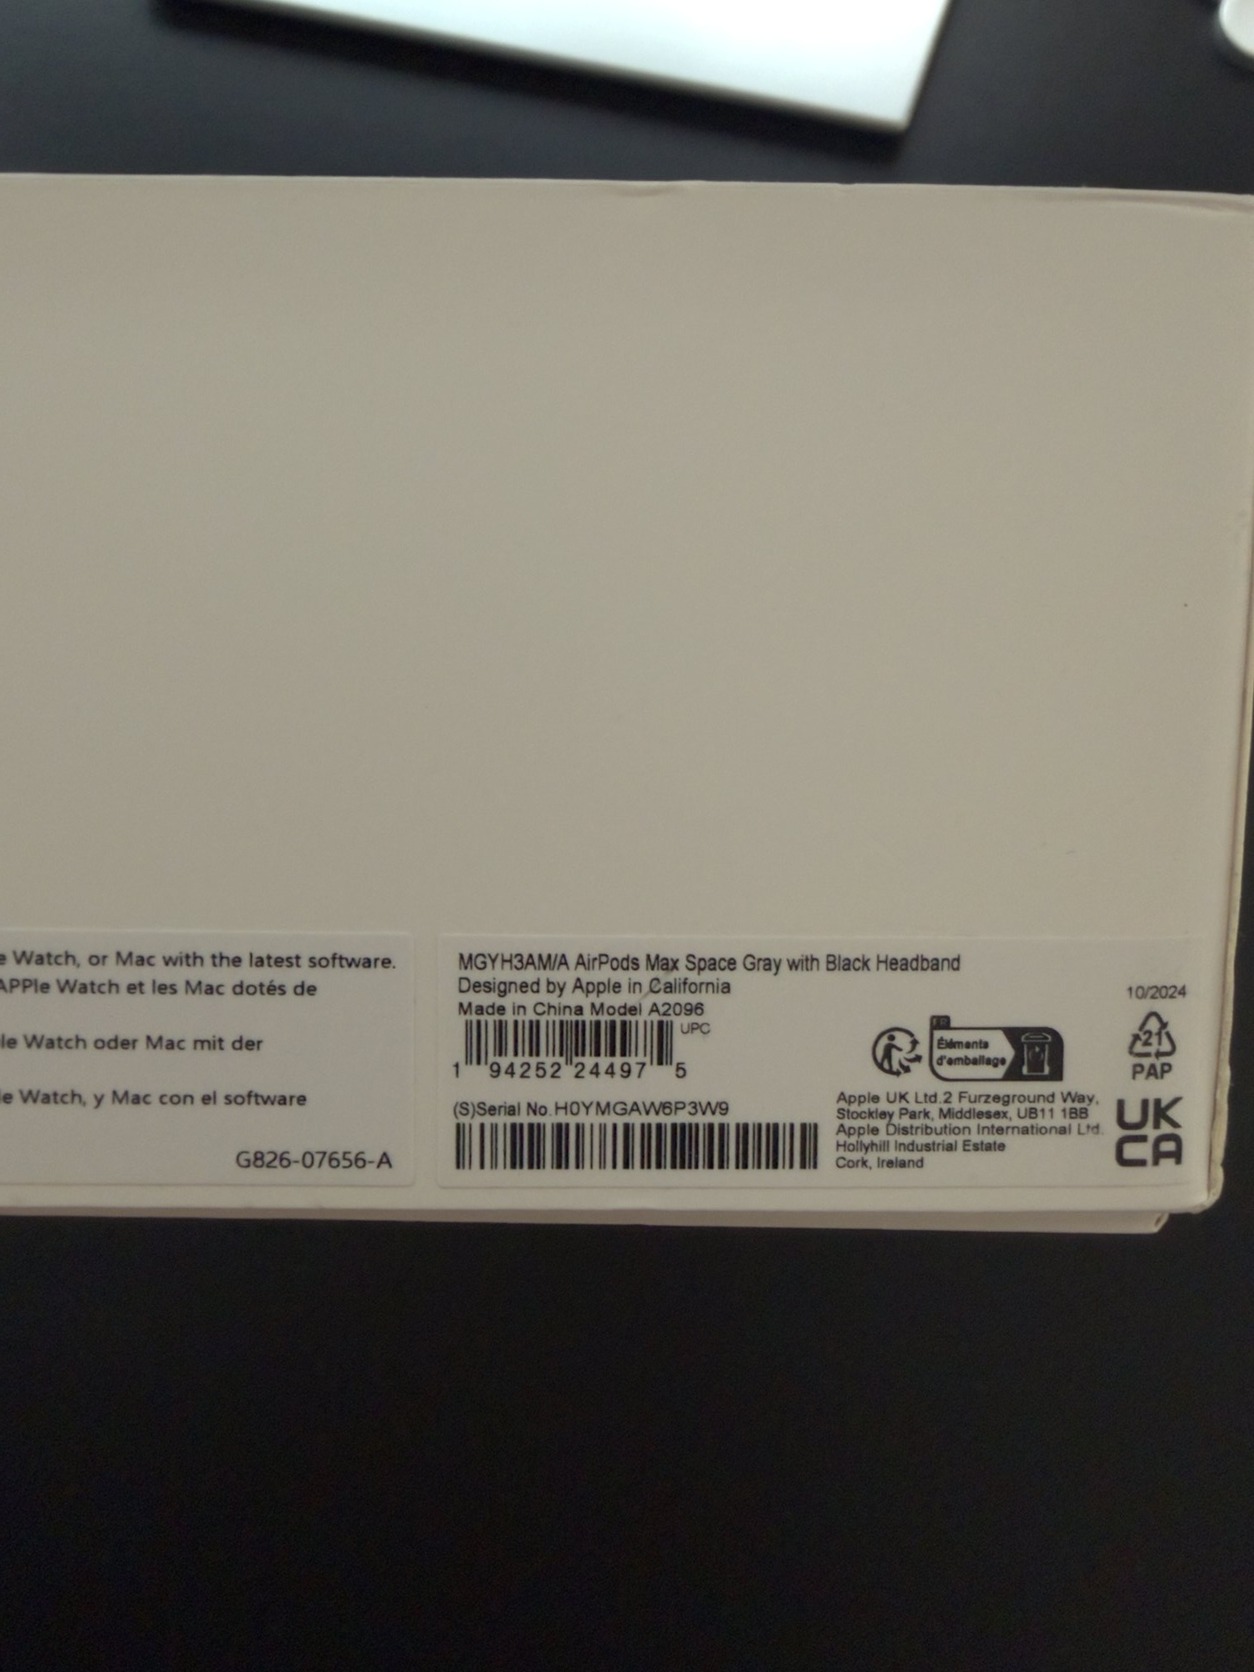 e Watch, or Mac with the latest software.
APPle Watch et les Mac dotés de
le Watch oder Mac mit der
le Watch, y Mac con el software
G826-07656-A
MGYH3AM/A AirPods Max Space Gray with Black Headband
Designed by Apple in California
Made in China Model A2096
UPC
1 94252 24497 5
(S)Serial No.H0YMGAW6P3W9
10/2024
FR
Éléments
d'emballage
21
PAP
Apple UK Ltd.2 Furzeground Way,
Stockley Park, Middlesex, UB11 1BB
Apple Distribution International Ltd.
Hollyhill Industrial Estate
Cork, Ireland
UK
CA